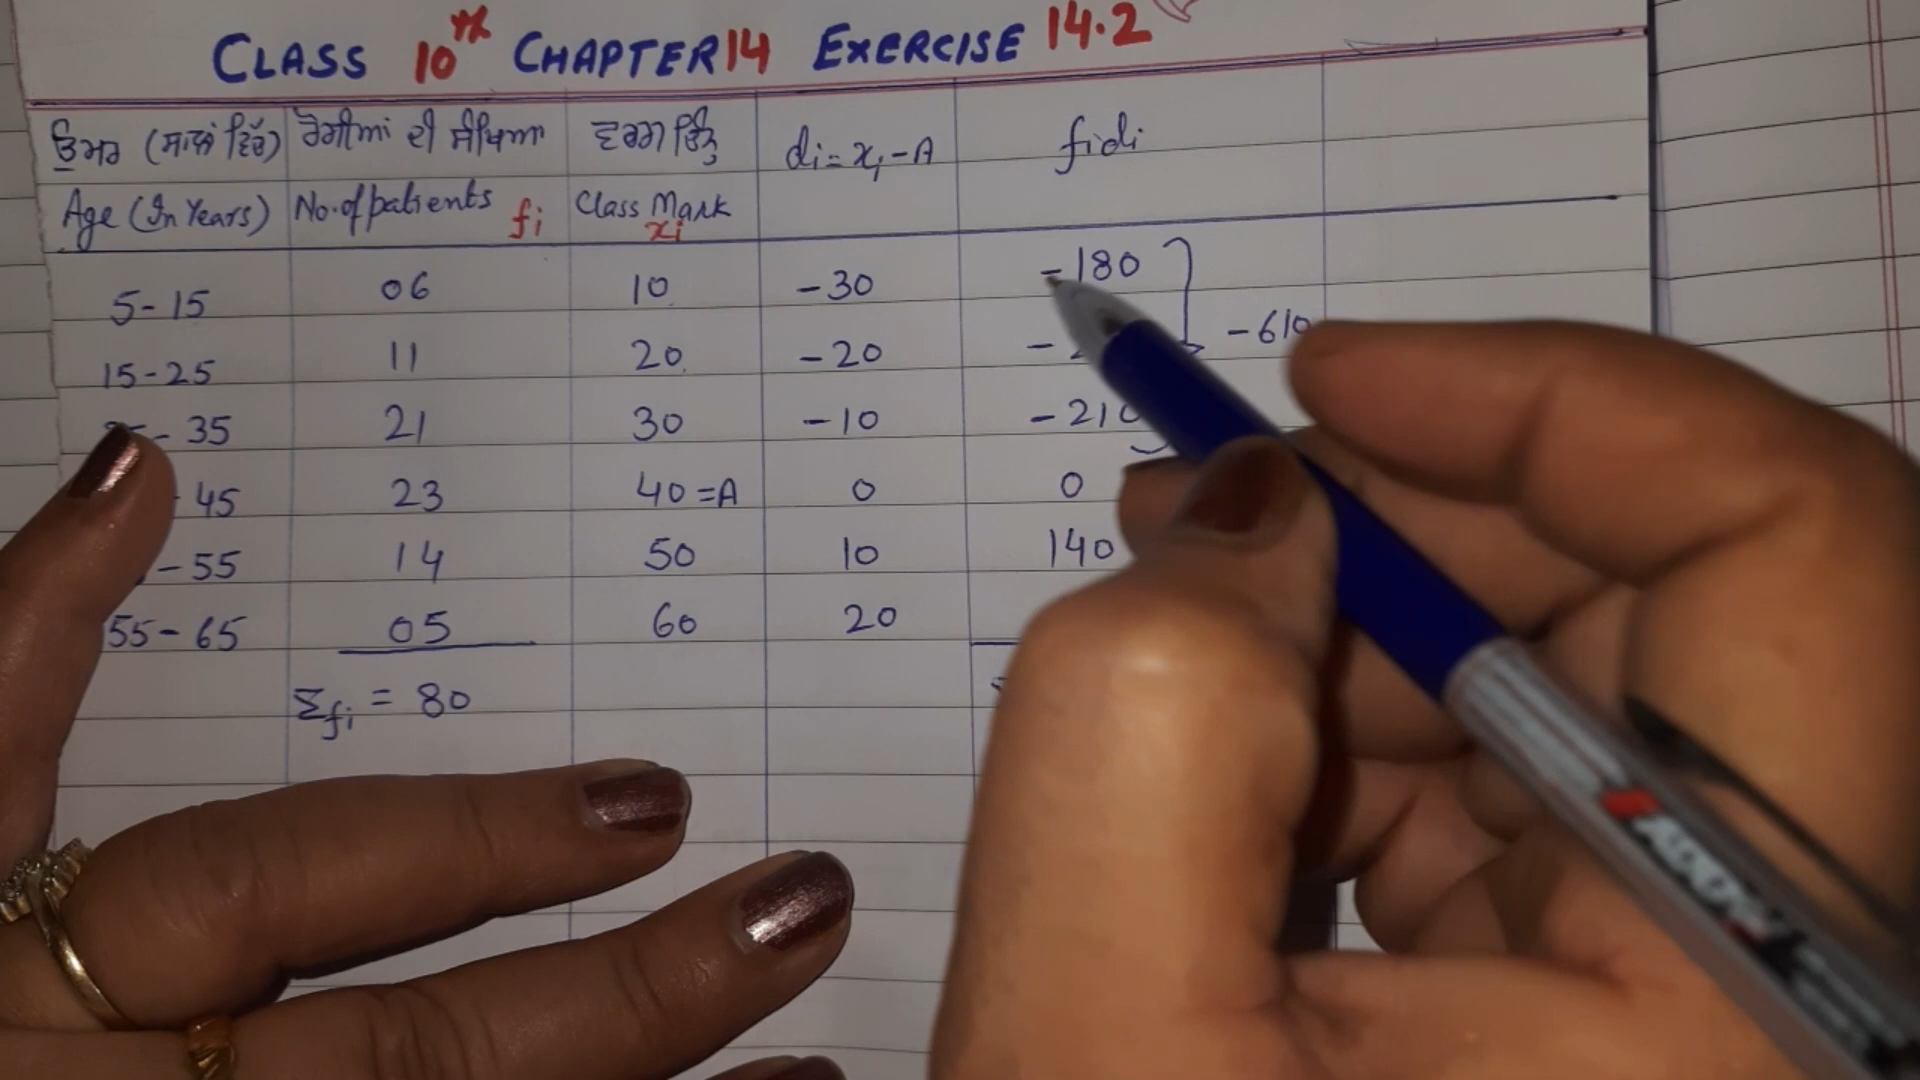 CLASS 10th CHAPTER 14 EXERCISE 14.2
ਉਮਰ (ਸਾਲਾਂ ਵਿੱਚ) ਰੋਗੀਆਂ ਦੀ ਸੰਖਿਆ ਵਰਗ ਚਿੰਨ੍ਹ di = xi - A fidi
Age (In Years) No. of patients fi Class Mark xi
5-15 06 10 -30 -180
15-25 11 20 -20 - -610
- 35 21 30 -10 -210
45 23 40 = A 0 0
-55 14 50 10 140
55-65 05 60 20
Σfi = 80